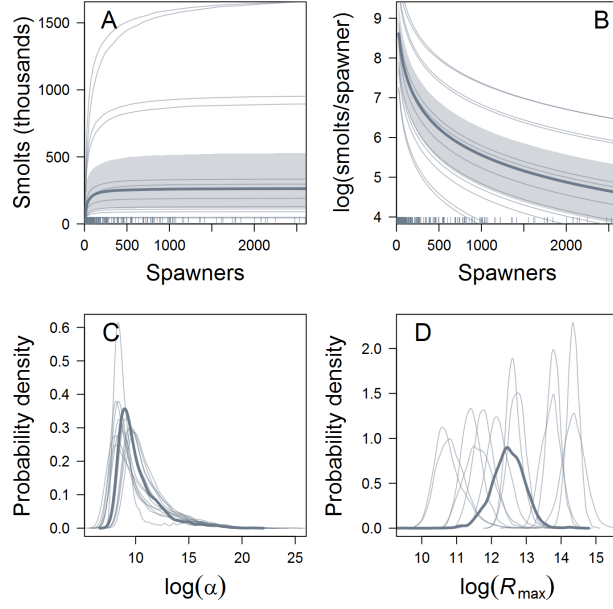 A
Smolts (thousands)
1500
1000
500
0
0 500 1000 2000
Spawners
B
log(smolts/spawner)
9
8
7
6
5
4
0 500 1000 2000
Spawners
C
Probability density
0.6
0.5
0.4
0.3
0.2
0.1
0.0
10 15 20 25
log(α)
D
Probability density
2.0
1.5
1.0
0.5
0.0
10 11 12 13 14 15
log(Rmax)